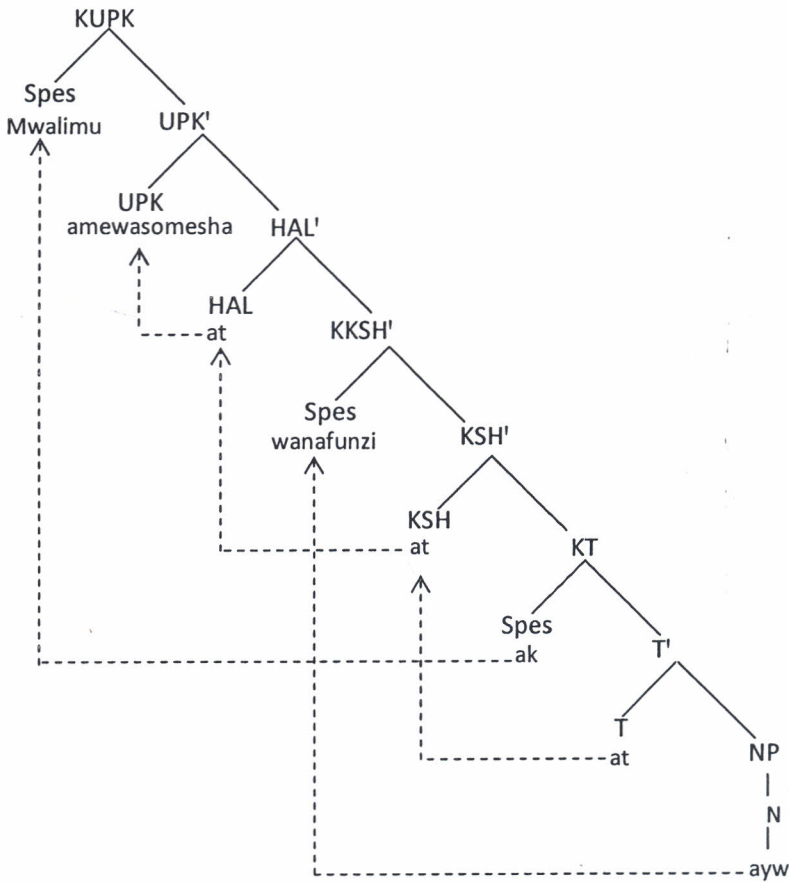 KUPK
Spes
Mwalimu
UPK'
UPK
amewasomesha
HAL'
HAL
at
KKSH'
Spes
wanafunzi
KSH'
KSH
at
KT
Spes
ak
T'
T
at
NP
N
ayw